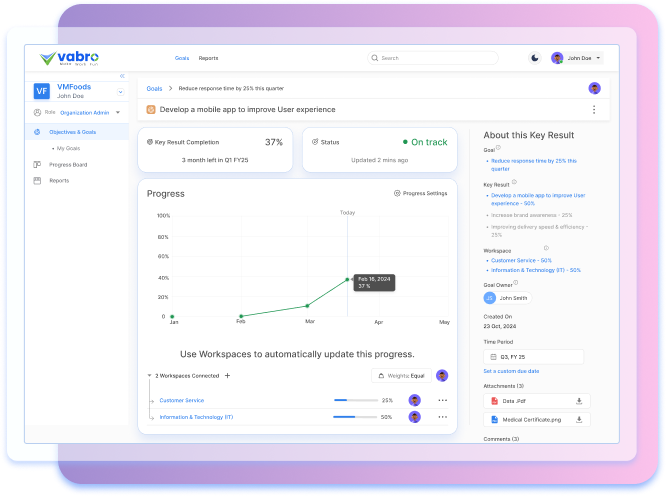 vabro
Make Work Fun
Goals
Reports
Search
John Doe
VF
VMFoods
John Doe
Role
Organization Admin
Objectives & Goals
• My Goals
Progress Board
Reports
Goals > Reduce response time by 25% this quarter
Develop a mobile app to improve User experience
Key Result Completion
37%
3 month left in Q1 FY25
Status
On track
Updated 2 mins ago
Progress
Progress Settings
Today
100%
80%
60%
40%
20%
0
Feb 16, 2024
37 %
Jan
Feb
Mar
Apr
May
Use Workspaces to automatically update this progress.
2 Workspaces Connected +
Weights: Equal
Customer Service
25%
Information & Technology (IT)
50%
About this Key Result
Goal
• Reduce response time by 25% this
quarter
Key Result
• Develop a mobile app to improve User
experience - 50%
• Increase brand awareness - 25%
• Improving delivery speed & efficiency -
25%
Workspace
• Customer Service - 50%
• Information & Technology (IT) - 50%
Goal Owner
JS
John Smith
Created On
23 Oct, 2024
Time Period
Q3, FY 25
Set a custom due date
Attachments (3)
Data .Pdf
Medical Certificate.png
Comments (3)